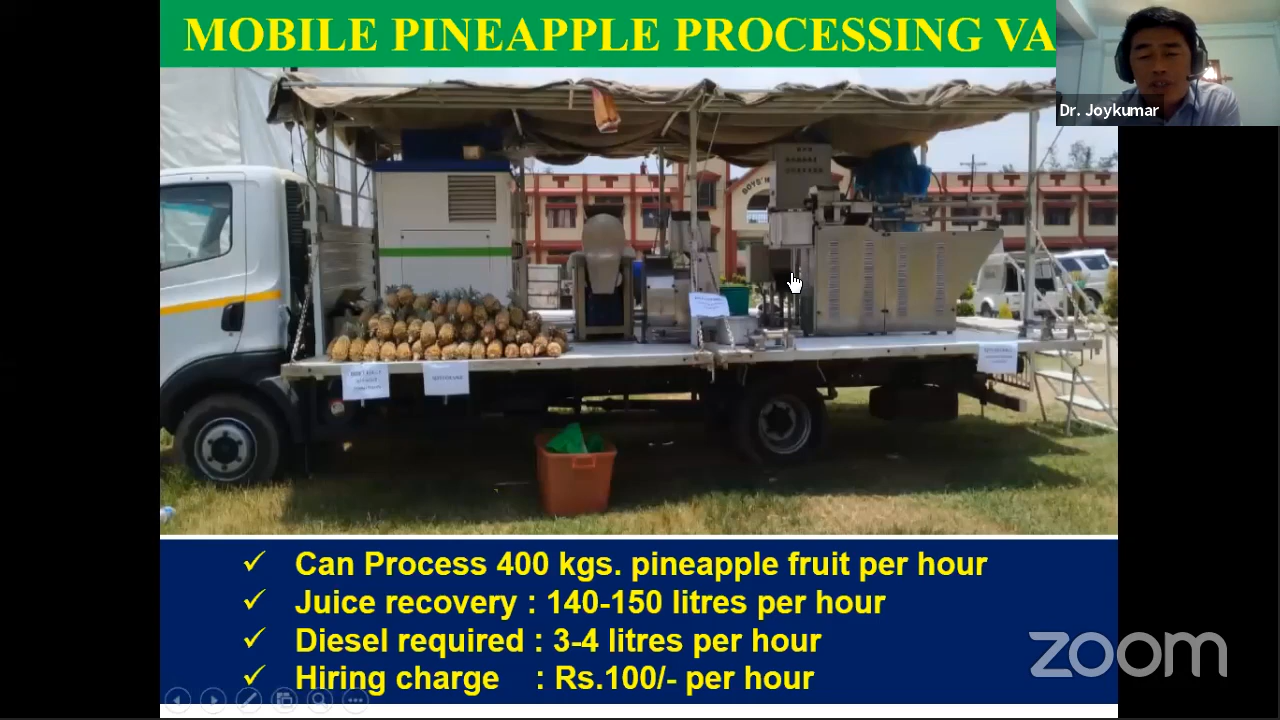 MOBILE PINEAPPLE PROCESSING VA
Dr. Joykumar
BOYS' H
✓ Can Process 400 kgs. pineapple fruit per hour
✓ Juice recovery : 140-150 litres per hour
✓ Diesel required : 3-4 litres per hour
✓ Hiring charge : Rs.100/- per hour
zoom